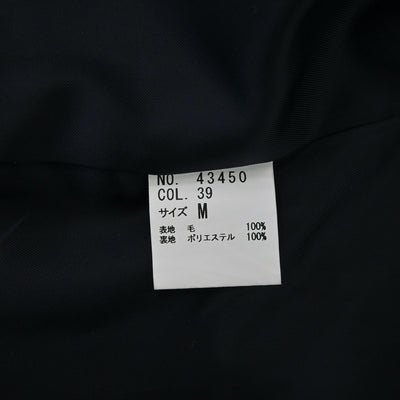 NO. 43450
COL. 39
サイズ M
表地 毛 100%
裏地 ポリエステル 100%